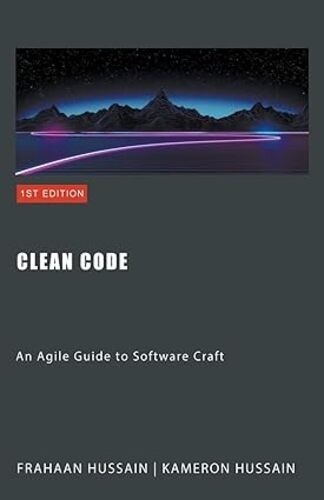 1ST EDITION
CLEAN CODE
An Agile Guide to Software Craft
FRAHAAN HUSSAIN | KAMERON HUSSAIN